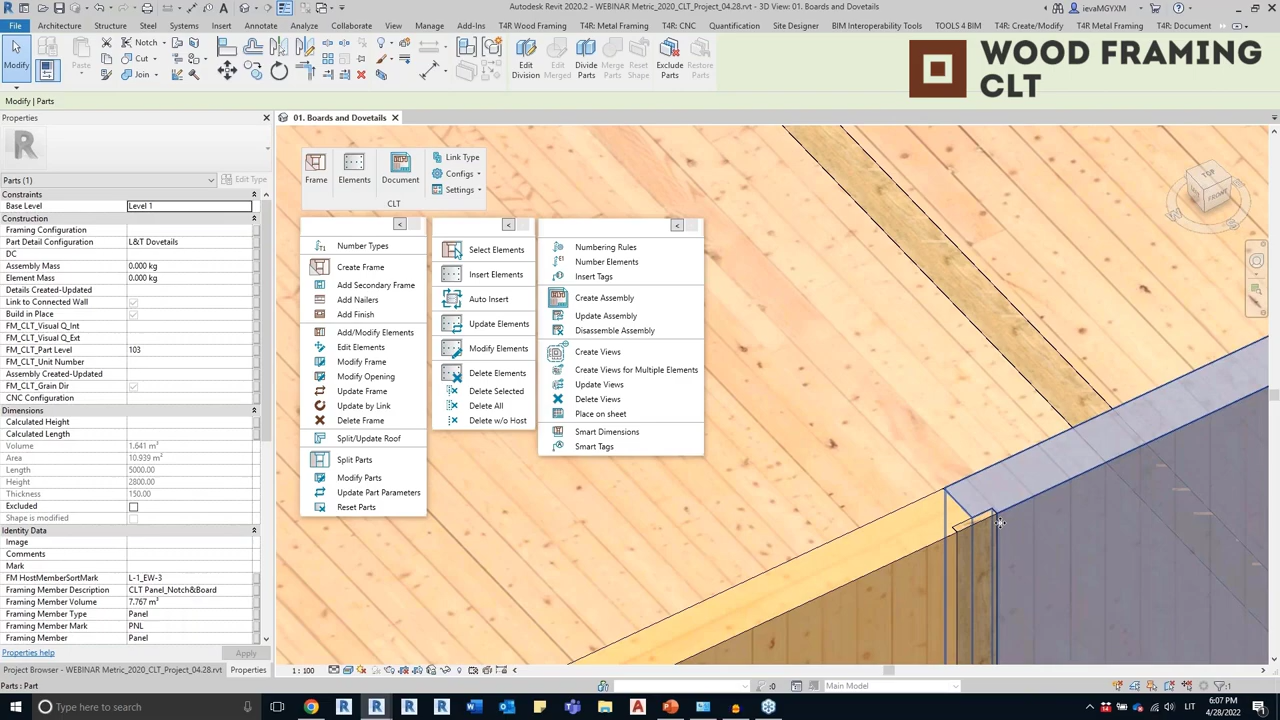 Autodesk Revit 2020.2 - WEBINAR Metric_2020_CLT_Project_04.28.rvt - 3D View: 01. Boards and Dovetails
ievaMGYXM
File
Architecture
Structure
Steel
Systems
Insert
Annotate
Analyze
Collaborate
View
Manage
Add-Ins
T4R Wood Framing
T4R: Metal Framing
T4R: CNC
Quantification
Site Designer
BIM Interoperability Tools
TOOLS 4 BIM
T4R: Create/Modify
T4R Metal Framing
T4R: Document
Modify
Paste
Notch
Cut
Join
Edit Division
Edit Merged
Divide Parts
Merge Parts
Reset Shape
Exclude Parts
Restore Parts
WOOD FRAMING
CLT
Modify | Parts
Properties
01. Boards and Dovetails
Parts (1)
Edit Type
Constraints
Base Level Level 1
Construction
Framing Configuration
Part Detail Configuration L&T Dovetails
DC
Assembly Mass 0.000 kg
Element Mass 0.000 kg
Details Created-Updated
Link to Connected Wall
Build in Place
FM_CLT_Visual Q_Int
FM_CLT_Visual Q_Ext
FM_CLT_Part Level 103
FM_CLT_Unit Number
Assembly Created-Updated
FM_CLT_Grain Dir
CNC Configuration
Dimensions
Calculated Height
Calculated Length
Volume 1.641 m³
Area 10.939 m²
Length 5000.00
Height 2800.00
Thickness 150.00
Excluded
Shape is modified
Identity Data
Image
Comments
Mark
FM HostMemberSortMark L-1_EW-3
Framing Member Description CLT Panel_Notch&Board
Framing Member Volume 7.767 m³
Framing Member Type Panel
Framing Member Mark PNL
Framing Member Panel
Properties help
Apply
Project Browser - WEBINAR Metric_2020_CLT_Project_04.28.rvt
Properties
Frame
Elements
Document
Link Type
Configs
Settings
CLT
Number Types
Create Frame
Add Secondary Frame
Add Nailers
Add Finish
Add/Modify Elements
Edit Elements
Modify Frame
Modify Opening
Update Frame
Update by Link
Delete Frame
Split/Update Roof
Split Parts
Modify Parts
Update Part Parameters
Reset Parts
Select Elements
Insert Elements
Auto Insert
Update Elements
Modify Elements
Delete Elements
Delete Selected
Delete All
Delete w/o Host
Numbering Rules
Number Elements
Insert Tags
Create Assembly
Update Assembly
Disassemble Assembly
Create Views
Create Views for Multiple Elements
Update Views
Delete Views
Place on sheet
Smart Dimensions
Smart Tags
TOP
FRONT
W
S
1 : 100
:0
Main Model
:1
Type here to search
LIT
6:07 PM
4/28/2022